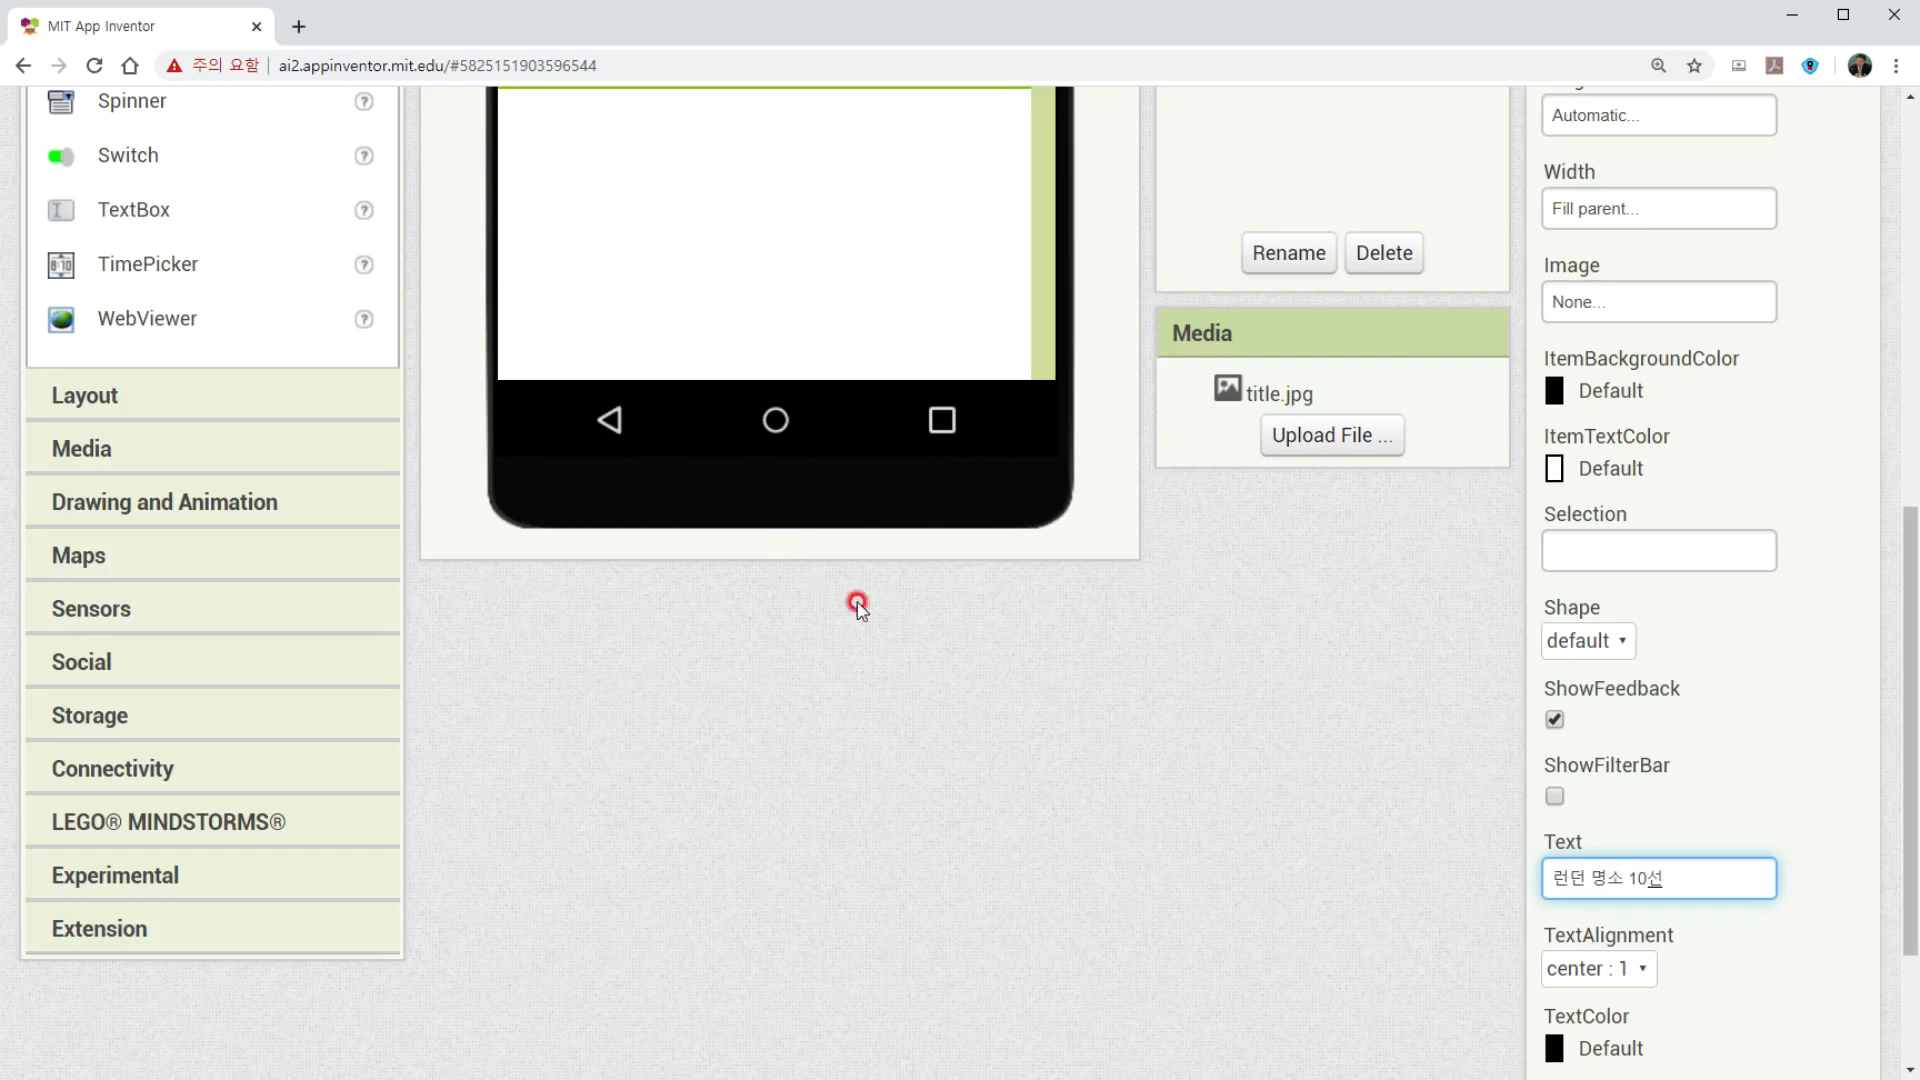 MIT App Inventor
주의 요함
ai2.appinventor.mit.edu/#5825151903596544
Spinner
Switch
TextBox
TimePicker
WebViewer
Layout
Media
Drawing and Animation
Maps
Sensors
Social
Storage
Connectivity
LEGO® MINDSTORMS®
Experimental
Extension
Rename
Delete
Media
title.jpg
Upload File ...
Automatic...
Width
Fill parent...
Image
None...
ItemBackgroundColor
Default
ItemTextColor
Default
Selection
Shape
default
ShowFeedback
ShowFilterBar
Text
런던 명소 10선
TextAlignment
center : 1
TextColor
Default